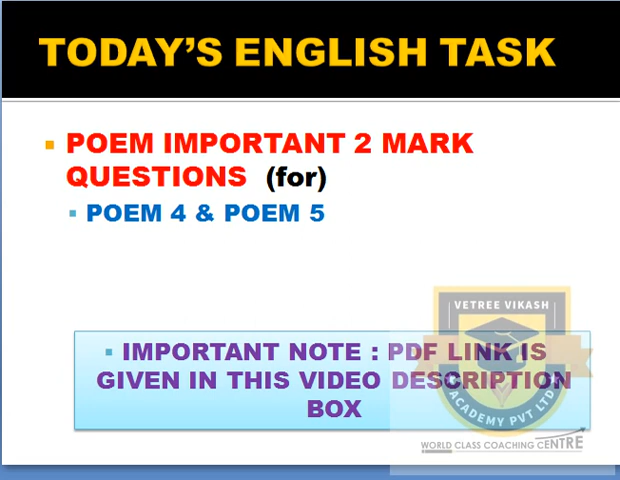 TODAY'S ENGLISH TASK
POEM IMPORTANT 2 MARK
QUESTIONS (for)
POEM 4 & POEM 5
VETREE VIKASH
IMPORTANT NOTE : PDF LINK IS
GIVEN IN THIS VIDEO DESCRIPTION
BOX
ACADEMY PVT LTD
WORLD CLASS COACHING CENTRE